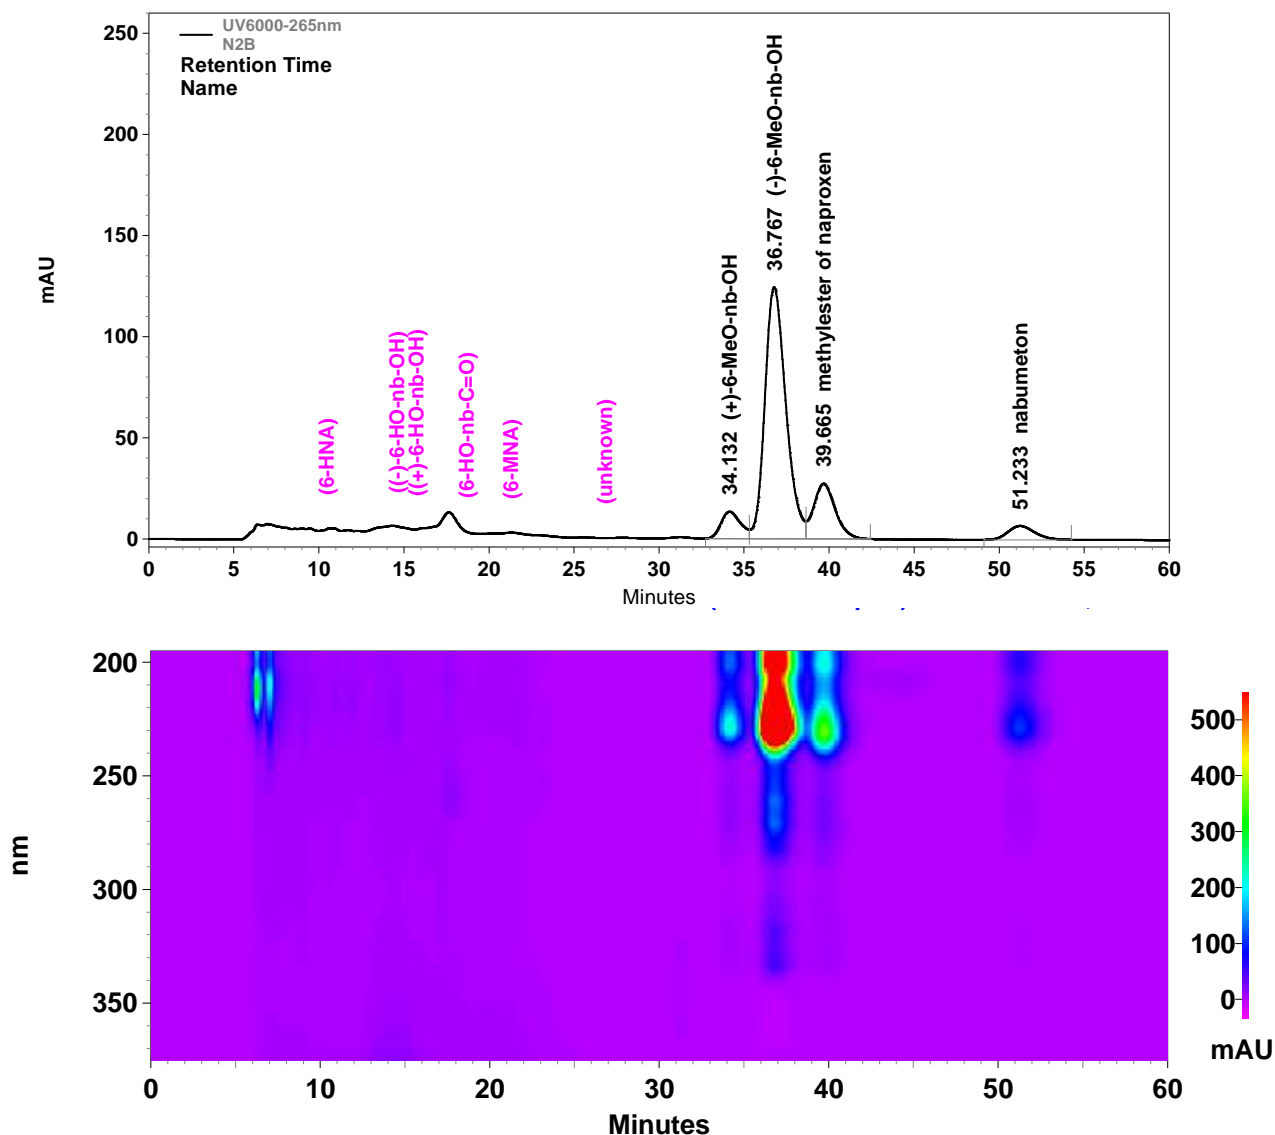 250
200
150
100
50
0
mAU
UV6000-265nm
N2B
Retention Time
Name
(6-HNA)
((-)-6-HO-nb-OH)
((+)-6-HO-nb-OH)
(6-HO-nb-C=O)
(6-MNA)
(unknown)
34.132 (+)-6-MeO-nb-OH
36.767 (-)-6-MeO-nb-OH
39.665 methylester of naproxen
51.233 nabumeton
0 5 10 15 20 25 30 35 40 45 50 55 60
Minutes
200
250
300
350
nm
0 10 20 30 40 50 60
Minutes
500
400
300
200
100
0
mAU